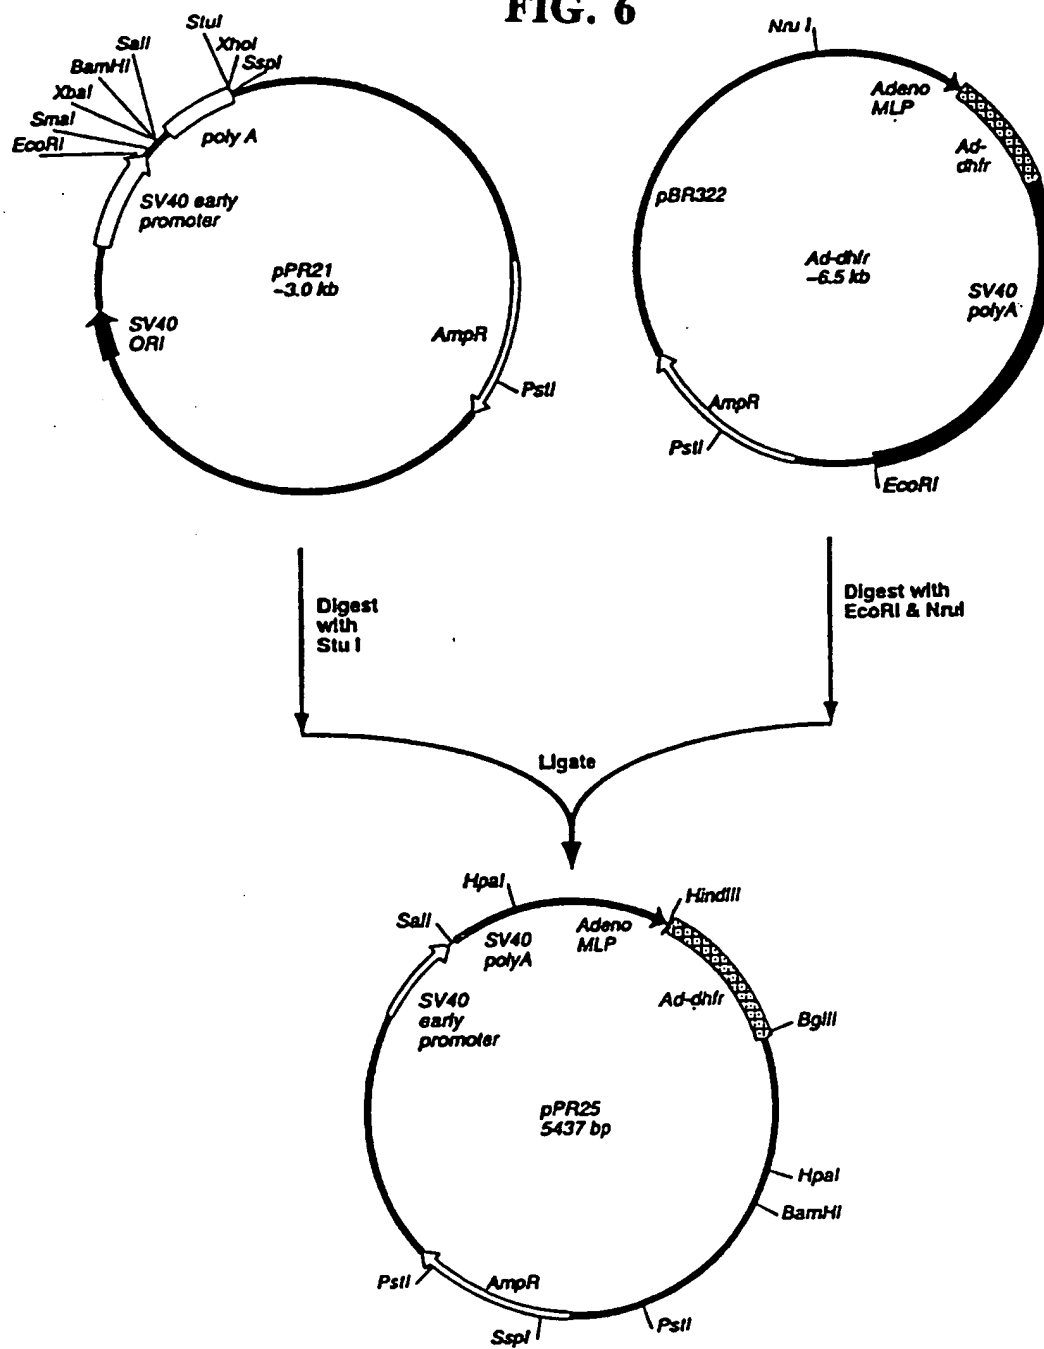 FIG. 6
StuI
XhoI
SspI
SalI
BamHI
XbaI
SmaI
EcoRI
poly A
SV40 early
promoter
pPR21
~3.0 kb
SV40
ORI
AmpR
PstI
Nru I
Adeno
MLP
Ad-
dhfr
pBR322
Ad-dhfr
~6.5 kb
SV40
polyA
AmpR
PstI
EcoRI
Digest
with
Stu I
Digest with
EcoRI & NruI
Ligate
HpaI
HindIII
SalI
SV40
polyA
Adeno
MLP
SV40
early
promoter
Ad-dhfr
BglII
pPR25
5437 bp
HpaI
BamHI
PstI
AmpR
SspI
PstI